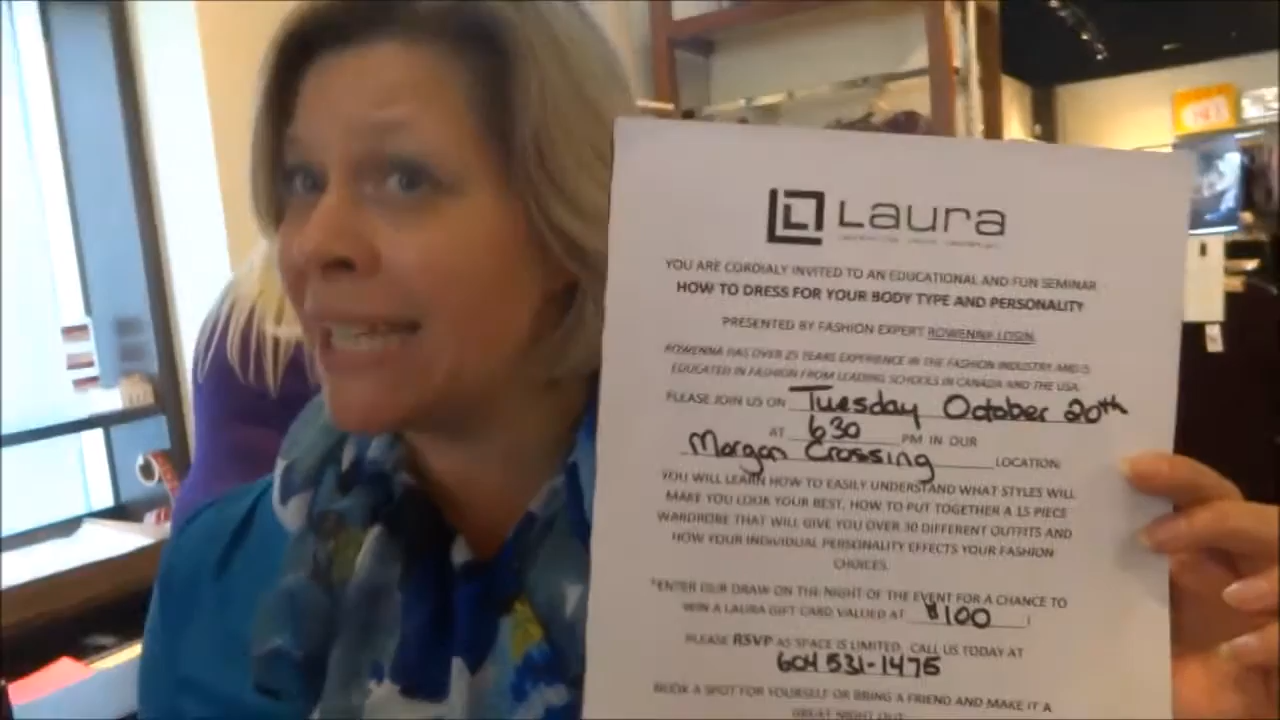 Laura
YOU ARE CORDIALY INVITED TO AN EDUCATIONAL AND FUN SEMINAR
HOW TO DRESS FOR YOUR BODY TYPE AND PERSONALITY
PRESENTED BY FASHION EXPERT ROWENNA LOSIN.
ROWENNA HAS OVER 25 YEARS EXPERIENCE IN THE FASHION INDUSTRY AND IS
EDUCATED IN FASHION FROM LEADING SCHOOLS IN CANADA AND THE USA.
PLEASE JOIN US ON Tuesday October 20th
AT 630 PM IN OUR
Morgan Crossing LOCATION.
YOU WILL LEARN HOW TO EASILY UNDERSTAND WHAT STYLES WILL
MAKE YOU LOOK YOUR BEST, HOW TO PUT TOGETHER A 15 PIECE
WARDROBE THAT WILL GIVE YOU OVER 30 DIFFERENT OUTFITS AND
HOW YOUR INDIVIDUAL PERSONALITY EFFECTS YOUR FASHION
CHOICES.
*ENTER OUR DRAW ON THE NIGHT OF THE EVENT FOR A CHANCE TO
WIN A LAURA GIFT CARD VALUED AT $100 !
PLEASE RSVP AS SPACE IS LIMITED. CALL US TODAY AT
604 531-1475
BOOK A SPOT FOR YOURSELF OR BRING A FRIEND AND MAKE IT A
GREAT NIGHT OUT